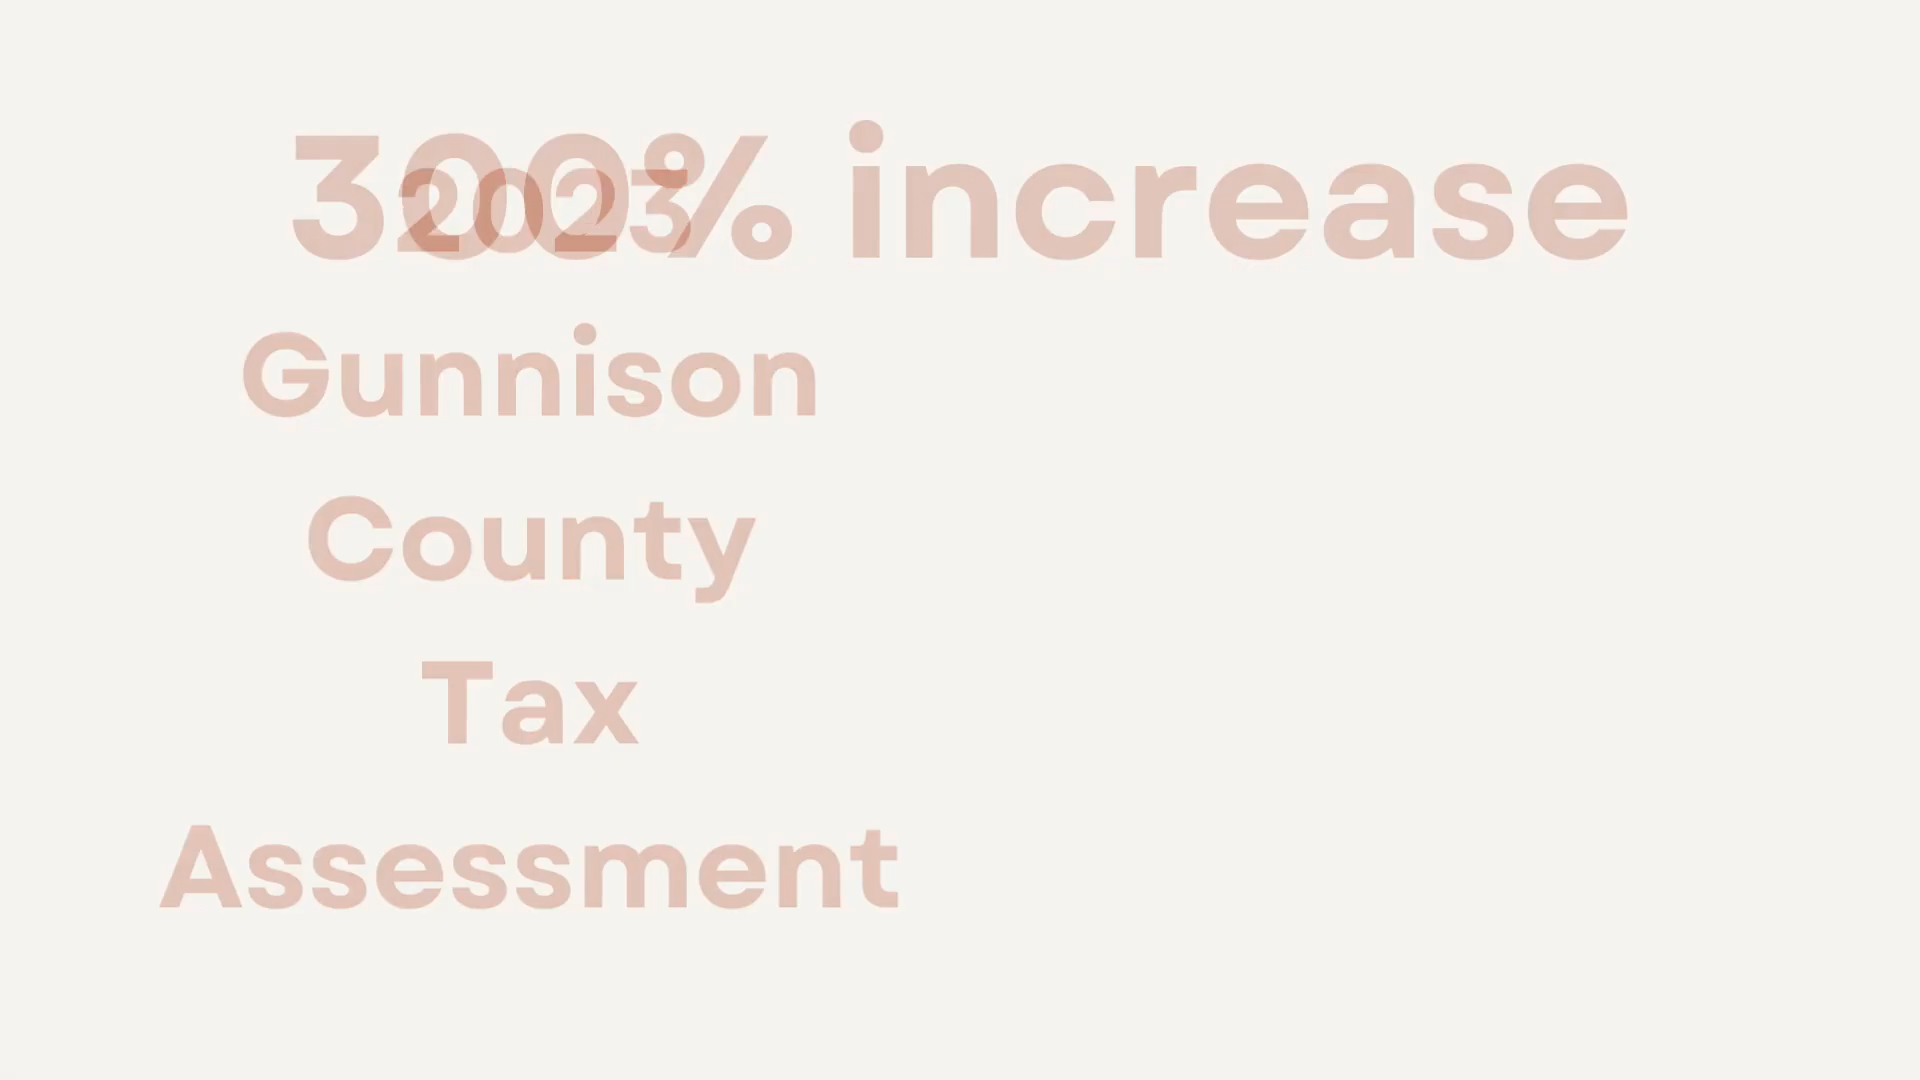 300% increase
2023
Gunnison
County
Tax
Assessment